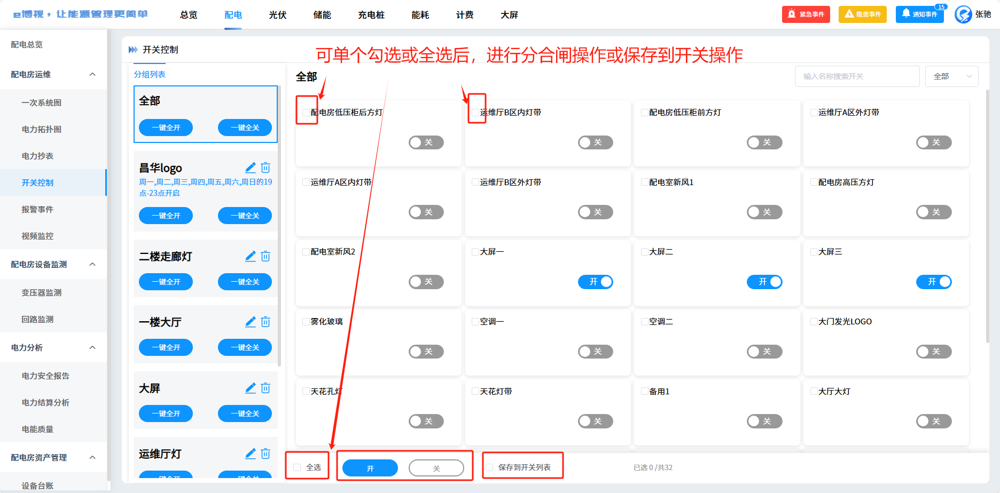 e博视，让能源管理更简单
总览
配电
光伏
储能
充电桩
能耗
计费
大屏
紧急事件
隐患事件
通知事件
15
张驰
配电总览
配电房运维
一次系统图
电力拓扑图
电力抄表
开关控制
报警事件
视频监控
配电房设备监测
变压器监测
回路监测
电力分析
电力安全报告
电力结算分析
电能质量
配电房资产管理
设备台账
开关控制
可单个勾选或全选后，进行分合闸操作或保存到开关操作
分组列表
全部
一键全开
一键全关
昌华logo
周一,周二,周三,周四,周五,周六,周日的19
点-23点开启
一键全开
一键全关
二楼走廊灯
一键全开
一键全关
一楼大厅
一键全开
一键全关
大屏
一键全开
一键全关
运维厅灯
一键全开
一键全关
全部
输入名称搜索开关
全部
配电房低压柜后方灯
关
运维厅B区内灯带
关
配电房低压柜前方灯
关
运维厅A区外灯带
关
运维厅A区内灯带
关
运维厅B区外灯带
关
配电室新风1
关
配电房高压方灯
关
配电室新风2
关
大屏一
开
大屏二
开
大屏三
开
雾化玻璃
关
空调一
关
空调二
关
大门发光LOGO
关
天花孔灯
关
天花灯带
关
备用1
关
大厅大灯
关
全选
开
关
保存到开关列表
已选 0 /共32